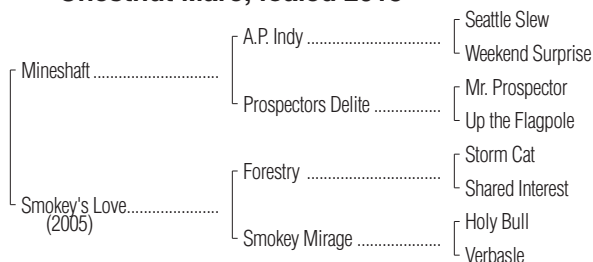 Seattle Slew
A.P. Indy ........................................
Weekend Surprise
Mineshaft .....................................
Mr. Prospector
Prospectors Delite ....................
Up the Flagpole
Storm Cat
Forestry ........................................
Shared Interest
Smokey's Love...........................
(2005)
Holy Bull
Smokey Mirage .........................
Verbasle